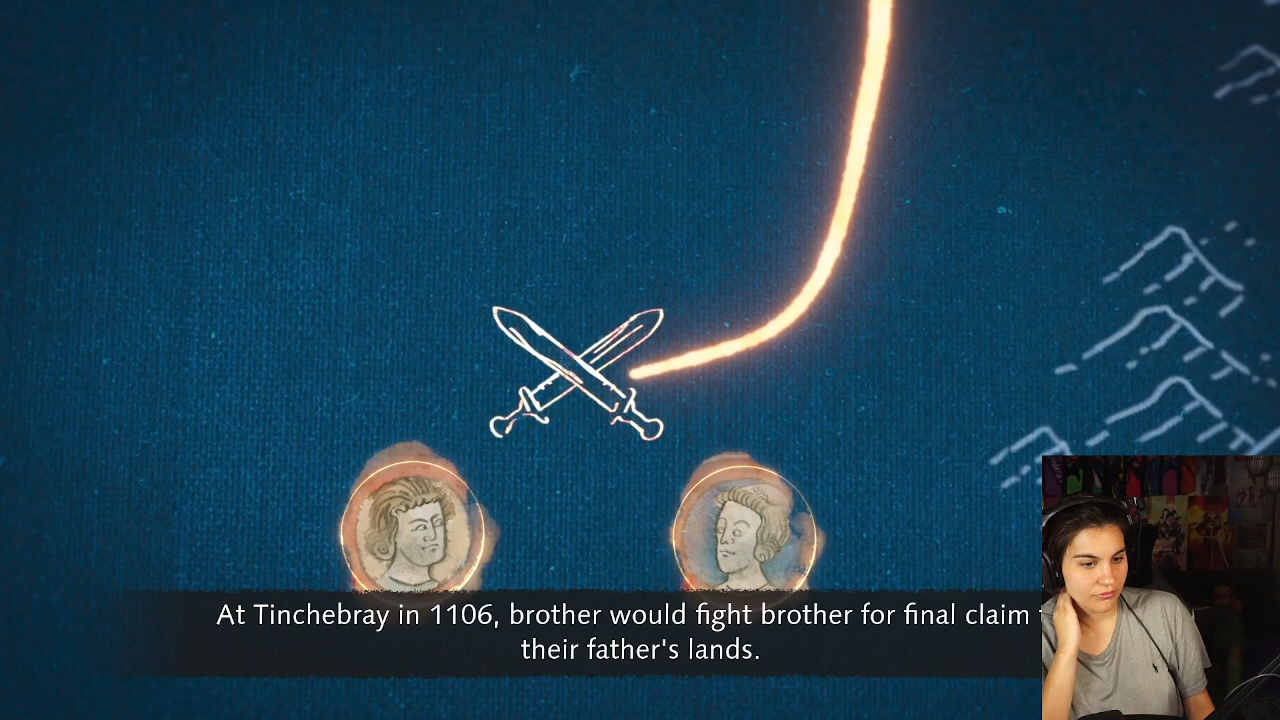 At Tinchebray in 1106, brother would fight brother for final claim
their father's lands.